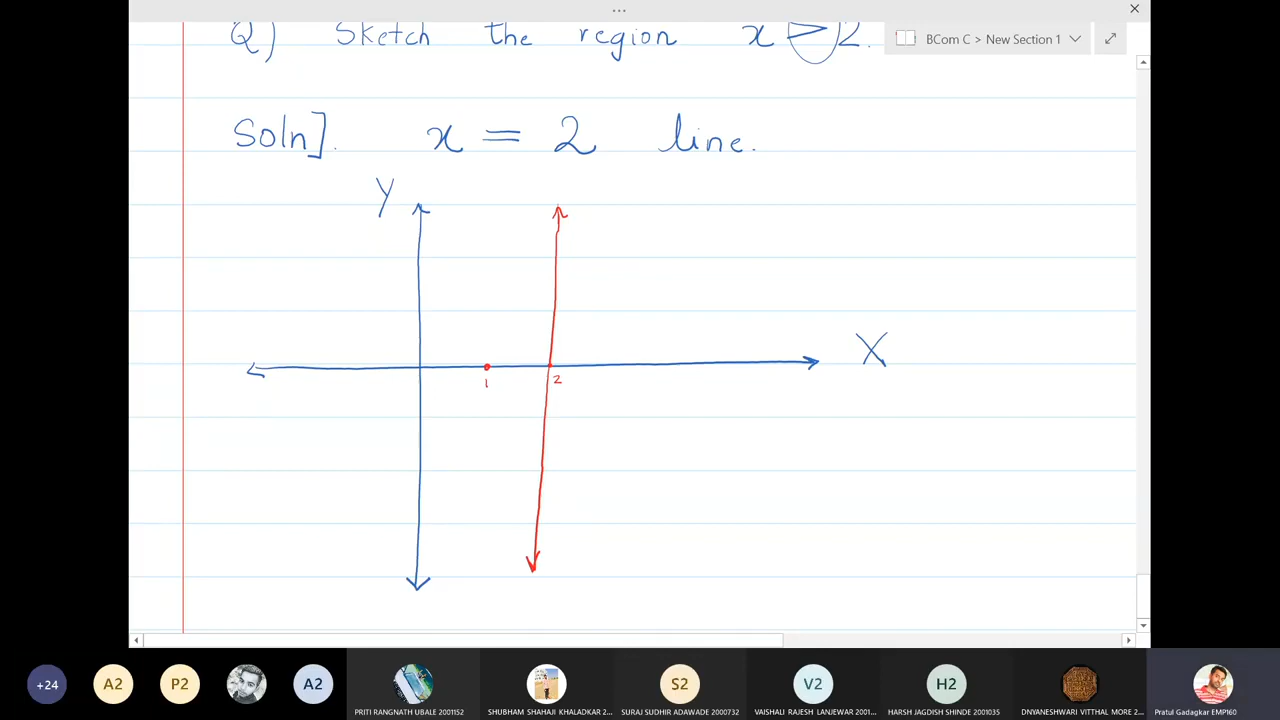 Q) Sketch the region x > 2.
BCom C > New Section 1
Soln]. x = 2 line.
Y
X
1 2
+24 A2 P2 A2 S2 V2 H2
PRITI RANGNATH UBALE 2001152 SHUBHAM SHAHAJI KHALADKAR 2... SURAJ SUDHIR ADAWADE 2000732 VAISHALI RAJESH LANJEWAR 2001... HARSH JAGDISH SHINDE 2001035 DNYANESHWARI VITTHAL MORE 2... Pratul Gadagkar EMP160